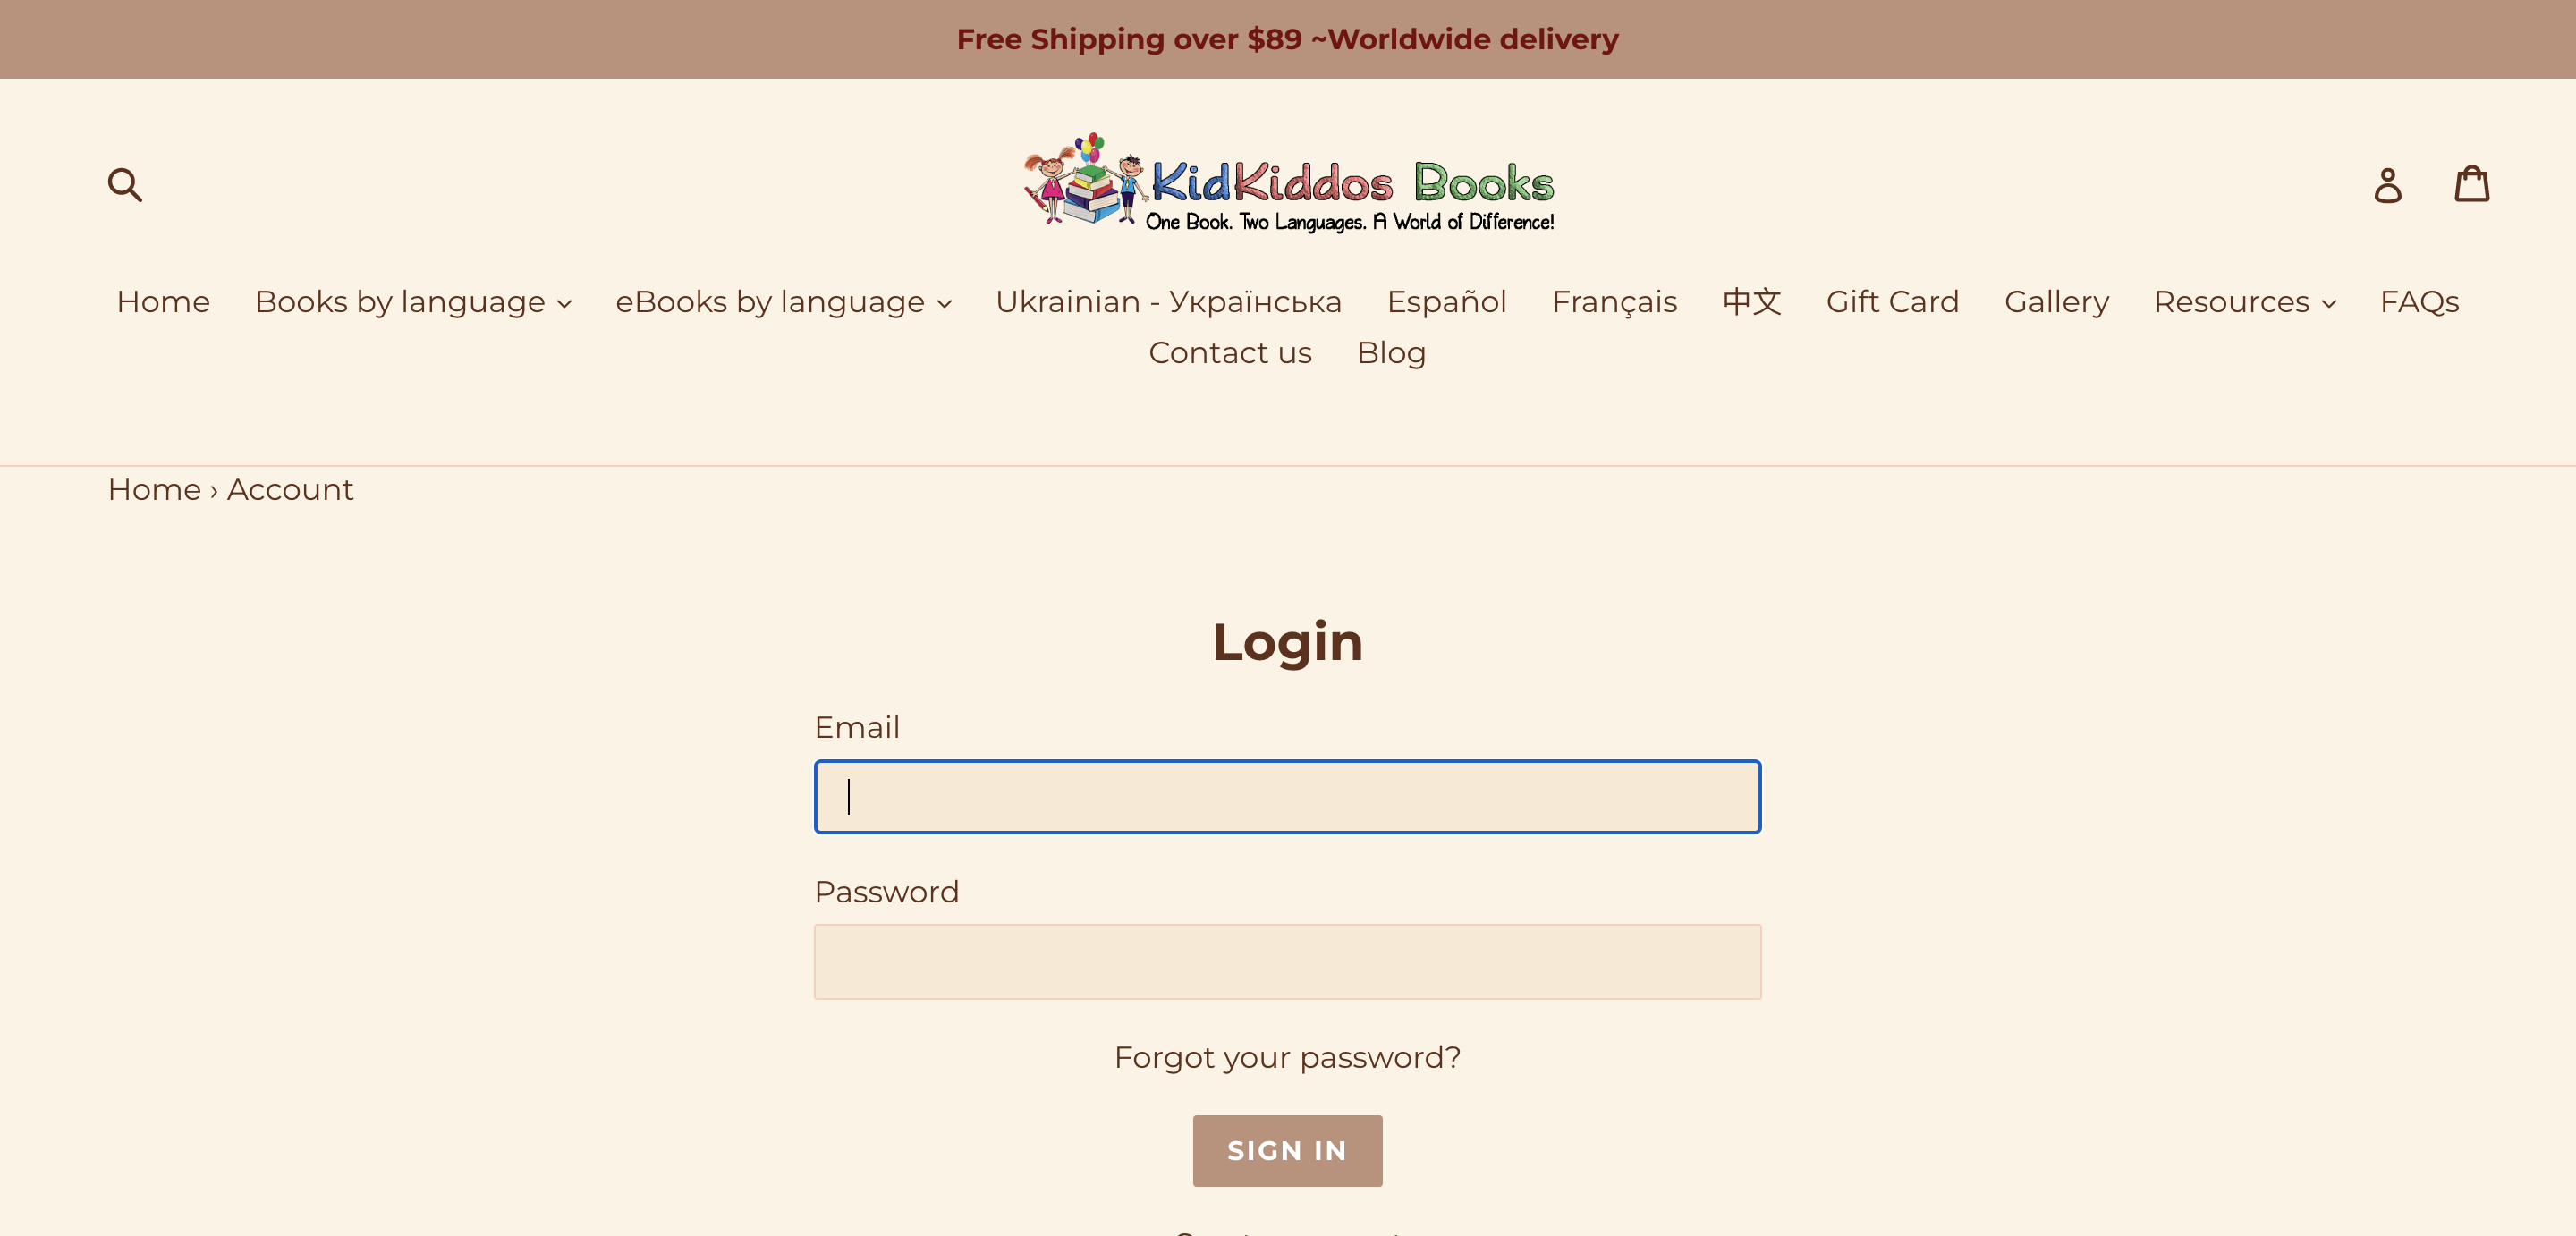 Free Shipping over $89 ~Worldwide delivery
KidKiddos Books
One Book. Two Languages. A World of Difference!
Home Books by language eBooks by language Ukrainian - Українська Español Français 中文 Gift Card Gallery Resources FAQs
Contact us Blog
Home › Account
Login
Email
Password
Forgot your password?
SIGN IN